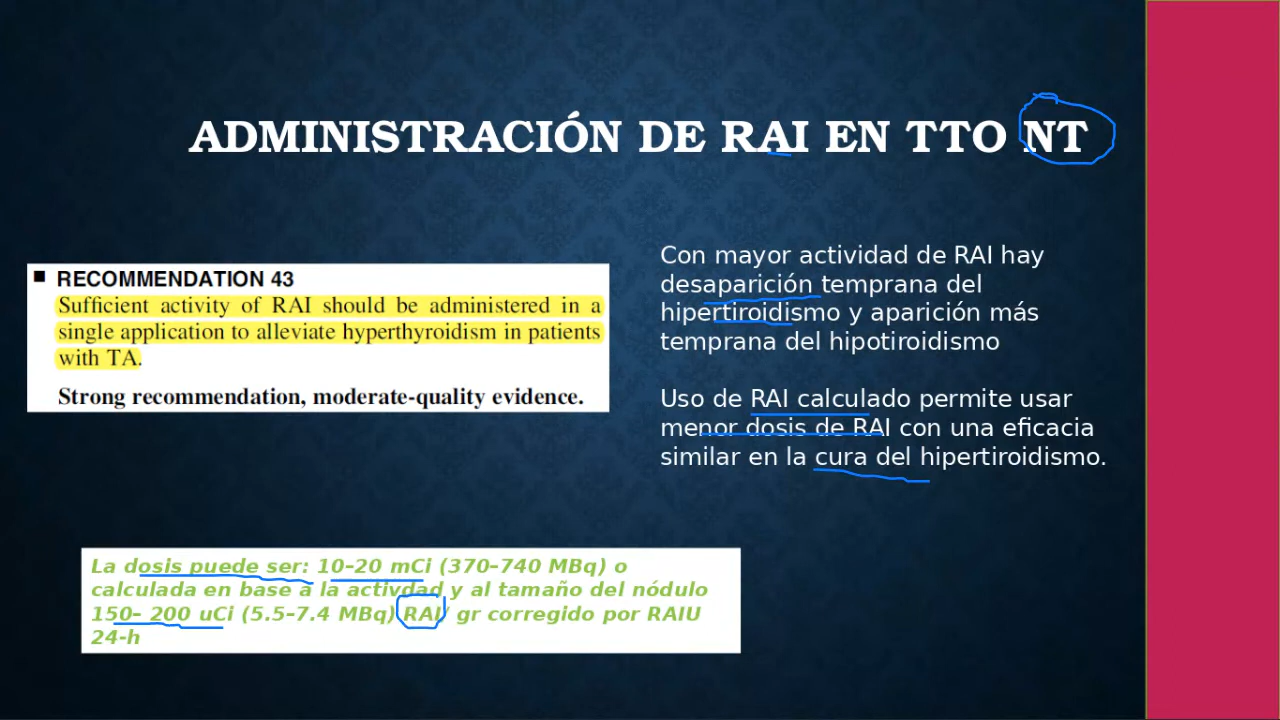 ADMINISTRACIÓN DE RAI EN TTO NT
■ RECOMMENDATION 43
Sufficient activity of RAI should be administered in a
single application to alleviate hyperthyroidism in patients
with TA.
Strong recommendation, moderate-quality evidence.
Con mayor actividad de RAI hay
desaparición temprana del
hipertiroidismo y aparición más
temprana del hipotiroidismo
Uso de RAI calculado permite usar
menor dosis de RAI con una eficacia
similar en la cura del hipertiroidismo.
La dosis puede ser: 10–20 mCi (370–740 MBq) o
calculada en base a la activdad y al tamaño del nódulo
150– 200 uCi (5.5–7.4 MBq) RAI/ gr corregido por RAIU
24-h